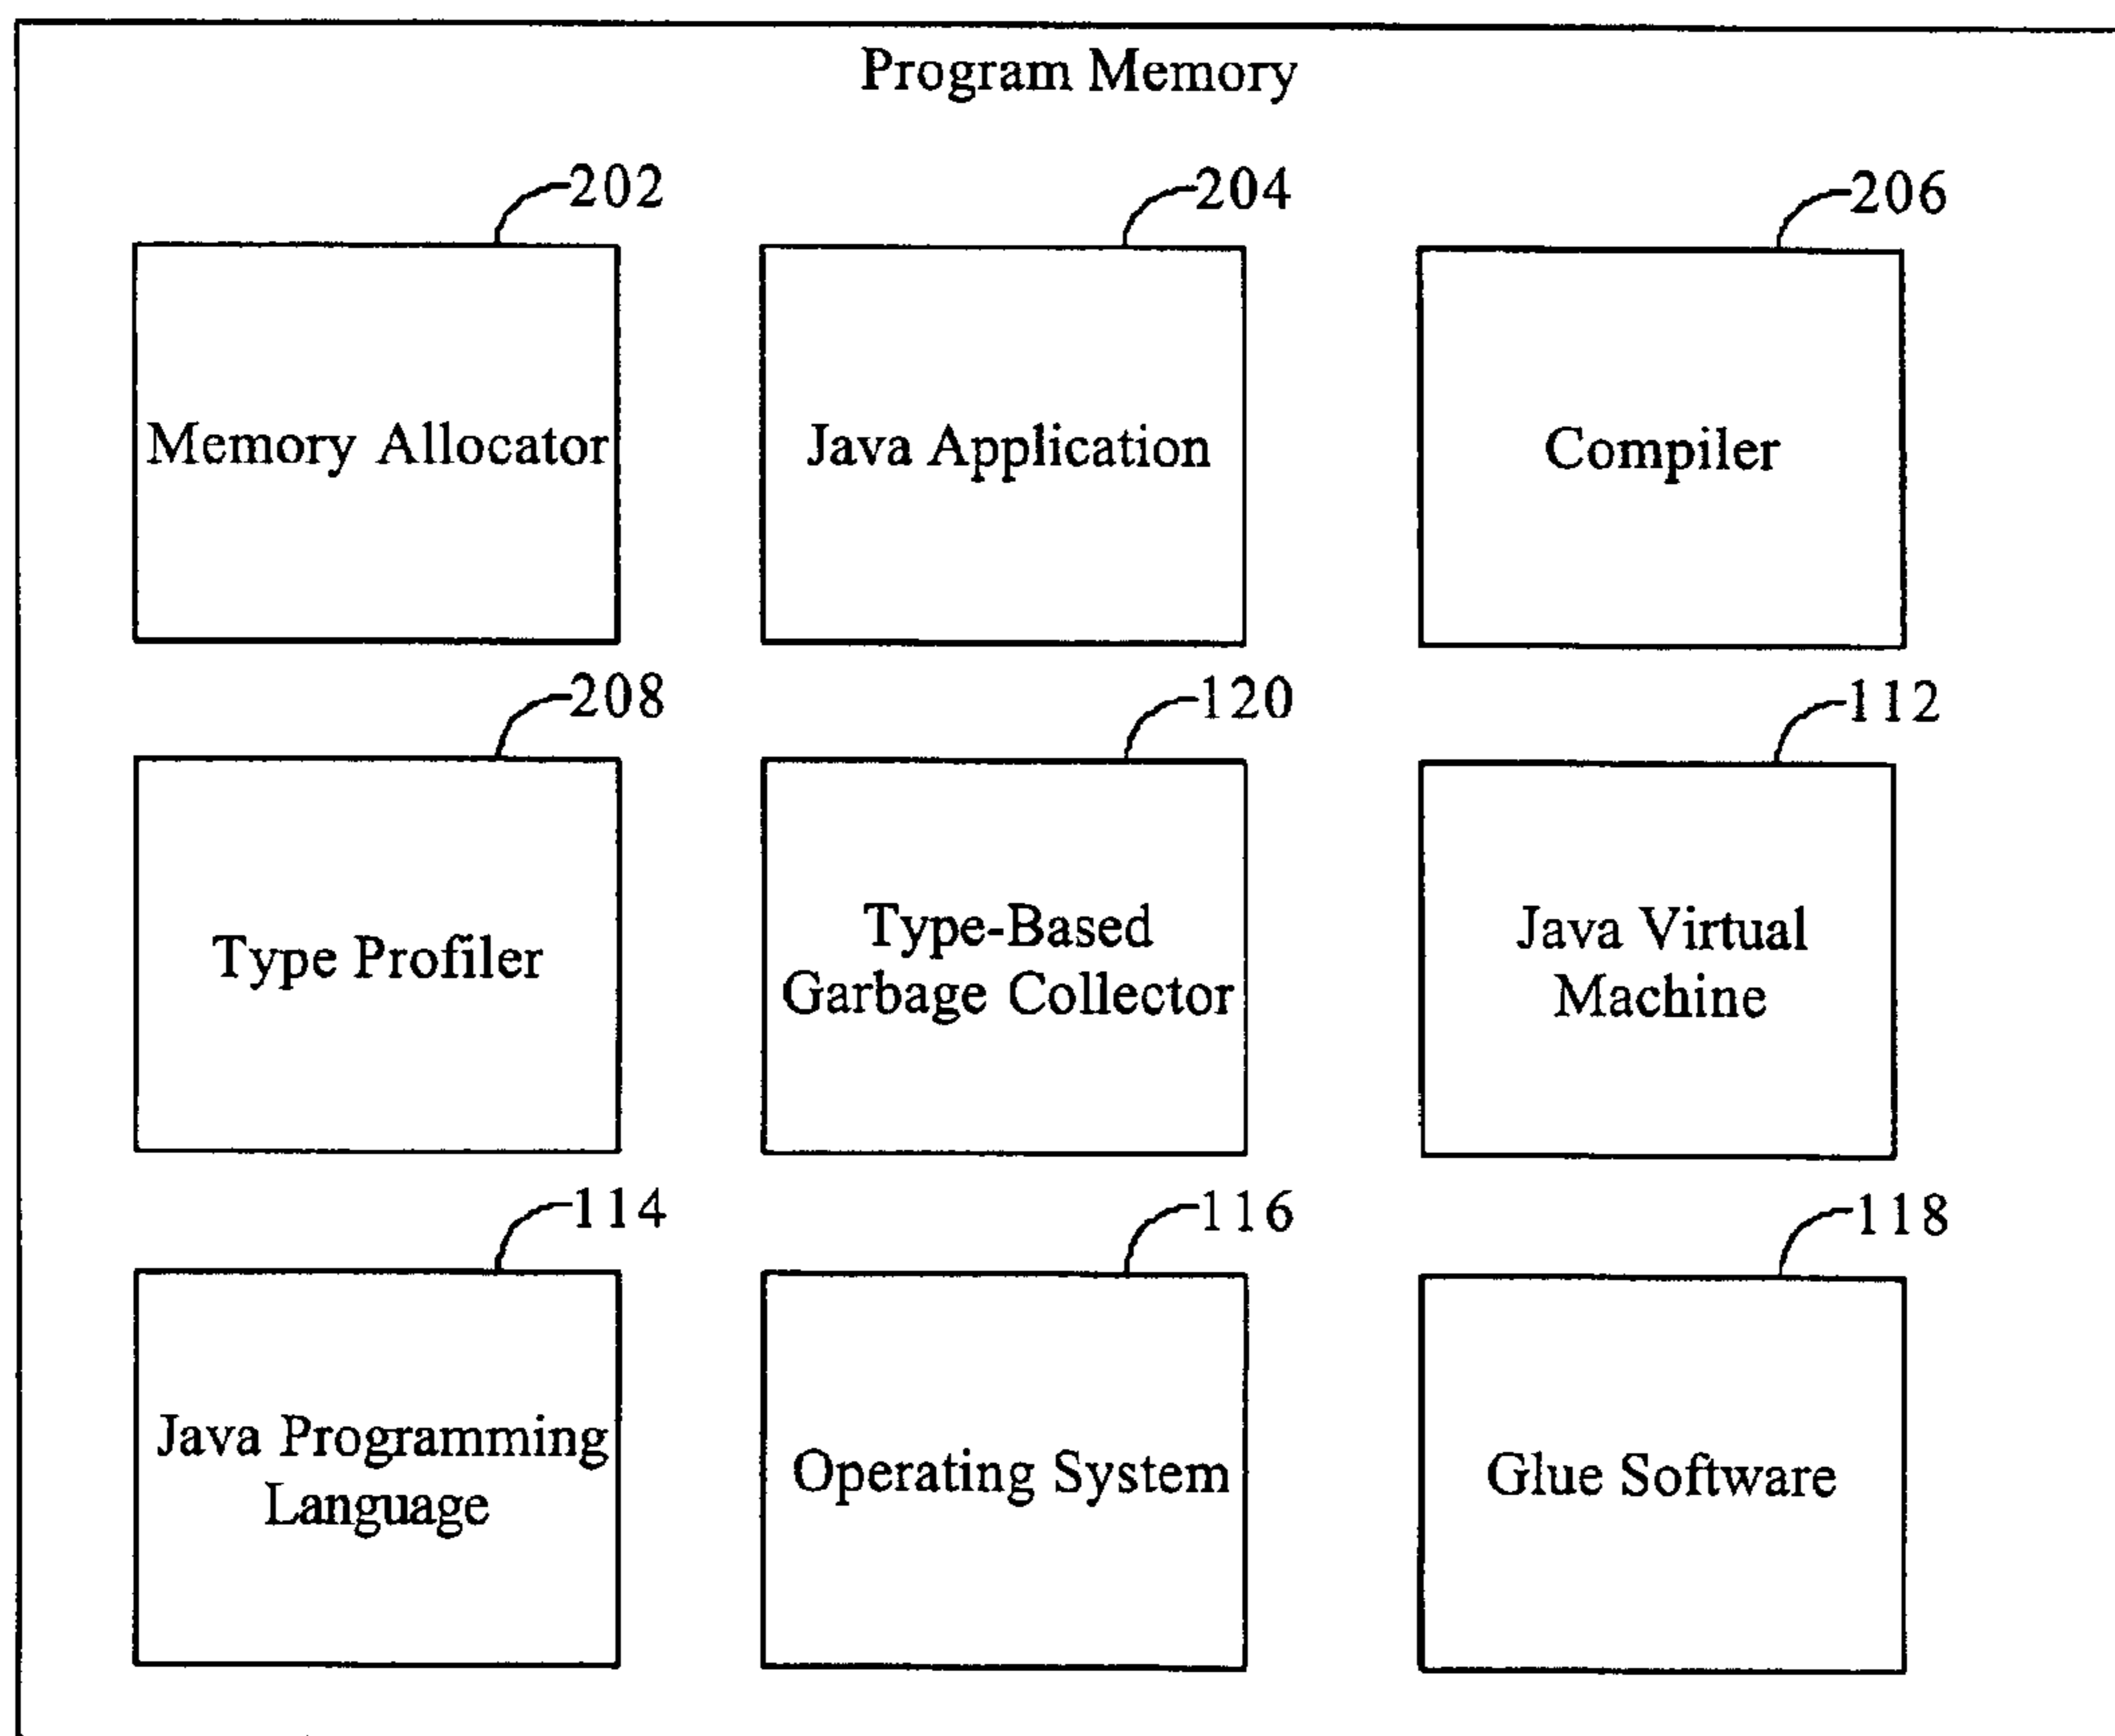 Program Memory
202
204
206
Memory Allocator
Java Application
Compiler
208
120
112
Type Profiler
Type-Based
Garbage Collector
Java Virtual
Machine
114
116
118
Java Programming
Language
Operating System
Glue Software